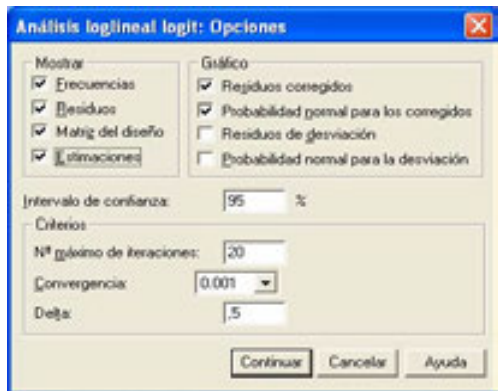 Análisis loglineal logit: Opciones
Mostrar
Frecuencias
Residuos
Matriz del diseño
Estimaciones
Gráfico
Residuos corregidos
Probabilidad normal para los corregidos
Residuos de desviación
Probabilidad normal para la desviación
Intervalo de confianza: 95 %
Criterios
Nº máximo de iteraciones: 20
Convergencia: 0.001
Delta: ,5
Continuar Cancelar Ayuda